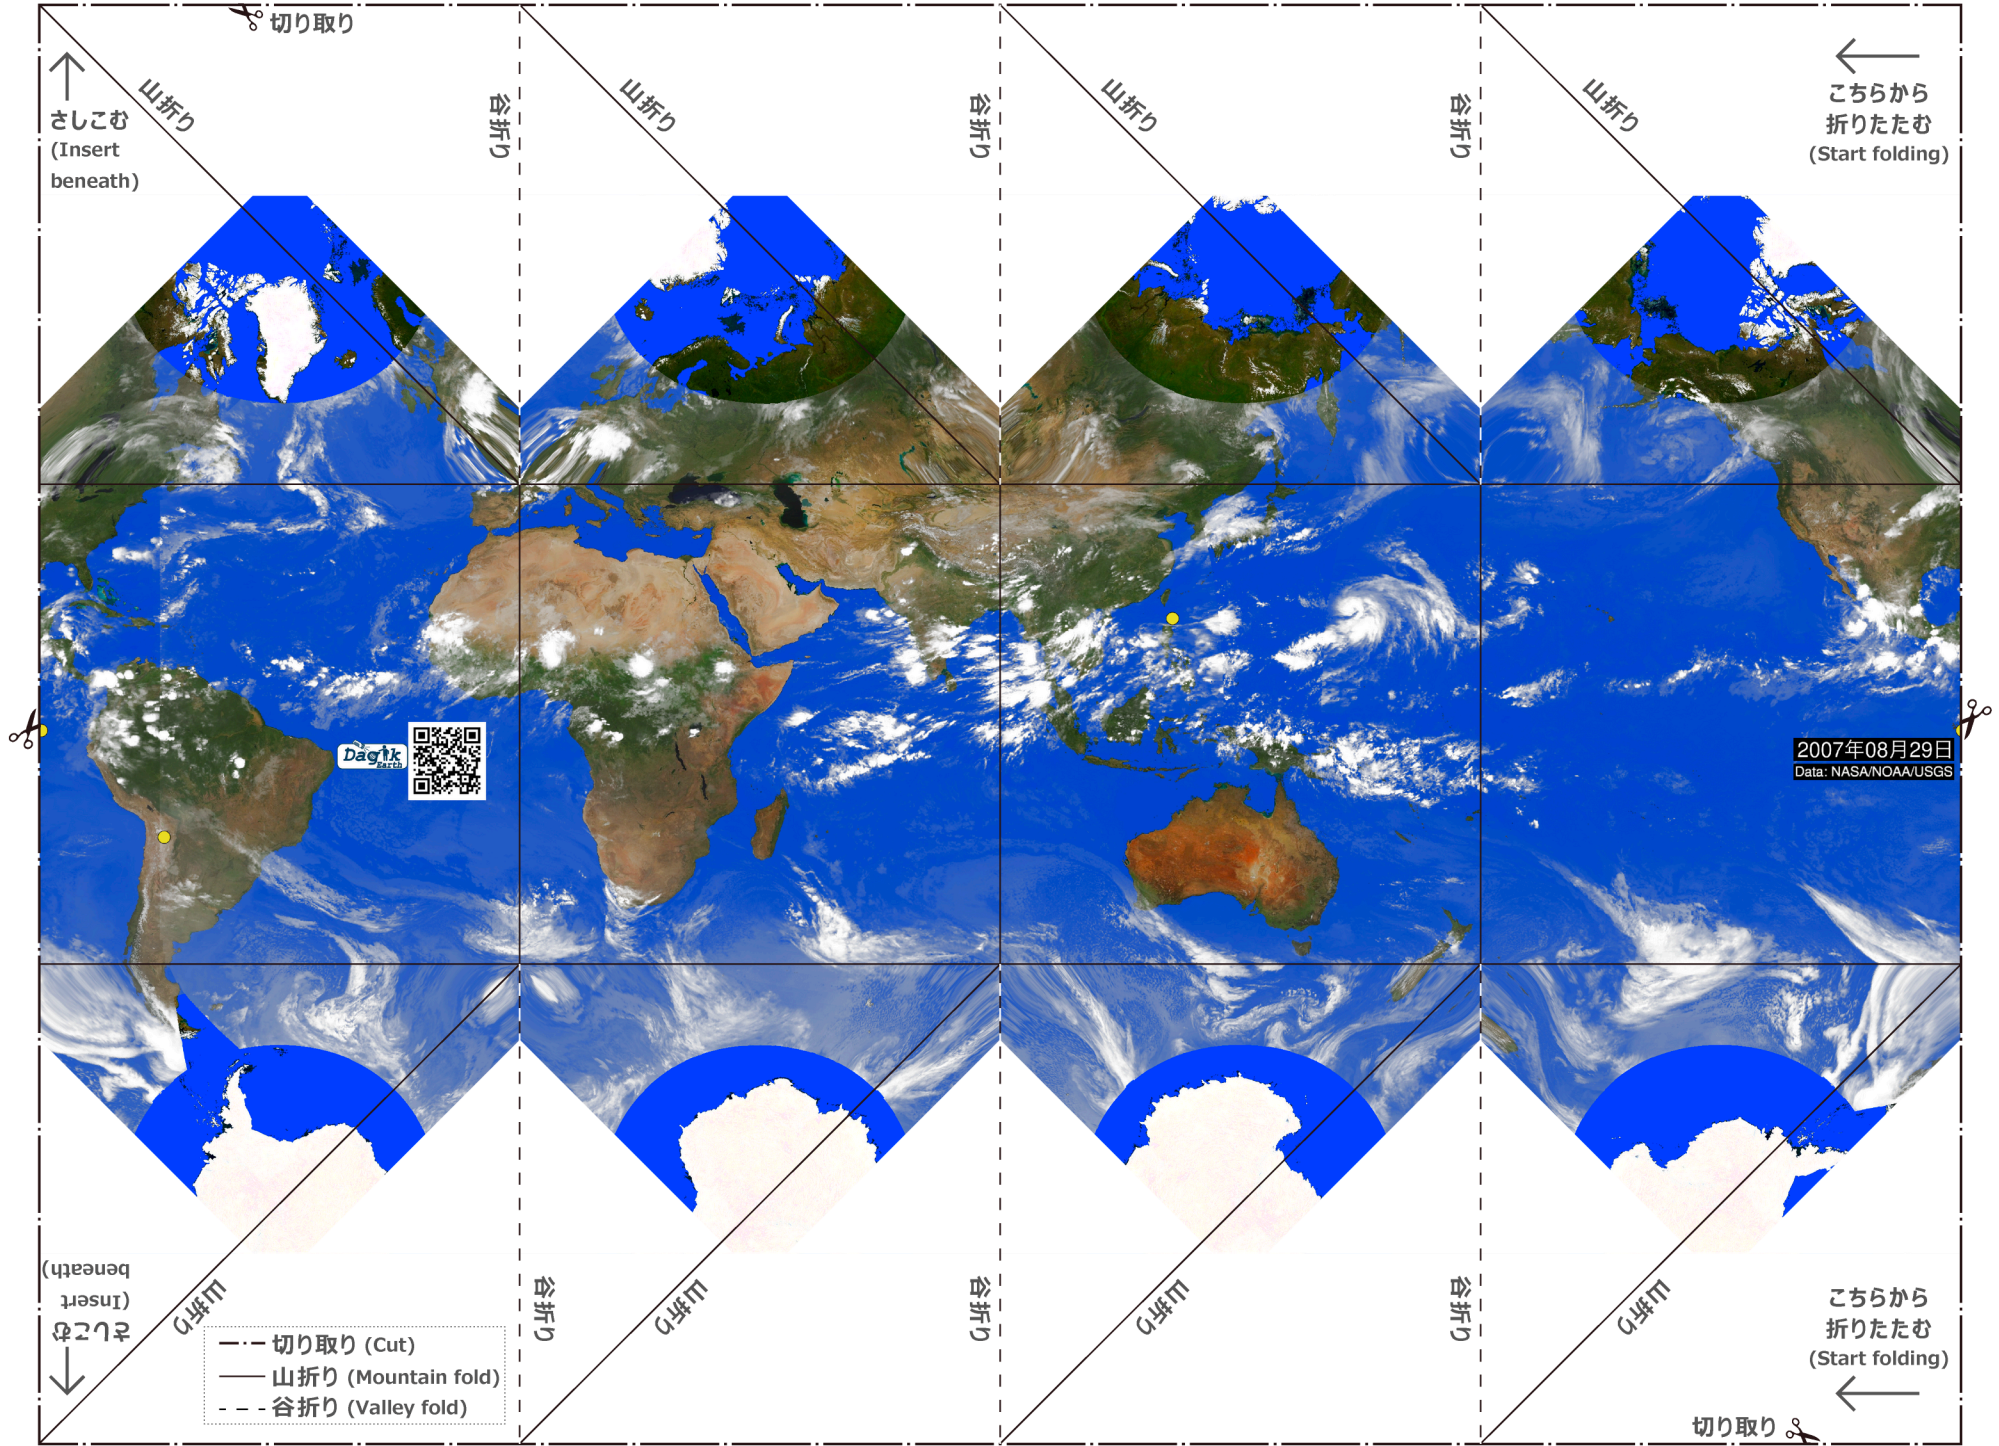 切り取り
さしこむ
(Insert
beneath)
山折り
谷折り
山折り
谷折り
山折り
谷折り
山折り
こちらから
折りたたむ
(Start folding)
Dagik
Earth
2007年08月29日
Data: NASA/NOAA/USGS
さしこむ
(Insert
beneath)
山折り
谷折り
山折り
谷折り
山折り
谷折り
山折り
こちらから
折りたたむ
(Start folding)
切り取り (Cut)
山折り (Mountain fold)
谷折り (Valley fold)
切り取り